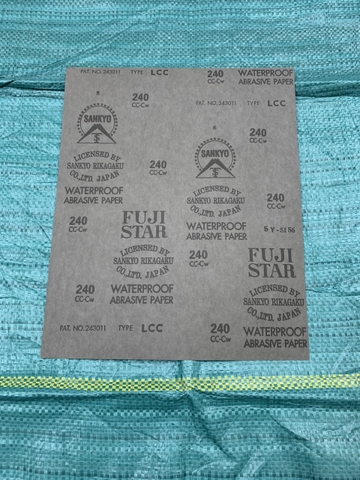 PAT. NO. 243011 TYPE LCC
240
CC-Cw
WATERPROOF
ABRASIVE PAPER
240
CC-Cw
PAT. NO. 243011 TYPE LCC
SANKYO
240
CC-Cw
SANKYO
LICENSED BY
SANKYO RIKAGAKU
CO.,LTD. JAPAN
240
CC-Cw
WATERPROOF
ABRASIVE PAPER
LICENSED BY
SANKYO RIKAGAKU
CO.,LTD. JAPAN
240
CC-Cw
FUJI
STAR
WATERPROOF
ABRASIVE PAPER
LICENSED BY
SANKYO RIKAGAKU
CO.,LTD. JAPAN
240
CC-Cw
FUJI
STAR
240
CC-Cw
WATERPROOF
ABRASIVE PAPER
240
CC-Cw
LICENSED BY
SANKYO RIKAGAKU
CO.,LTD. JAPAN
PAT. NO. 243011 TYPE LCC
240
CC-Cw
WATERPROOF
ABRASIVE PAPER